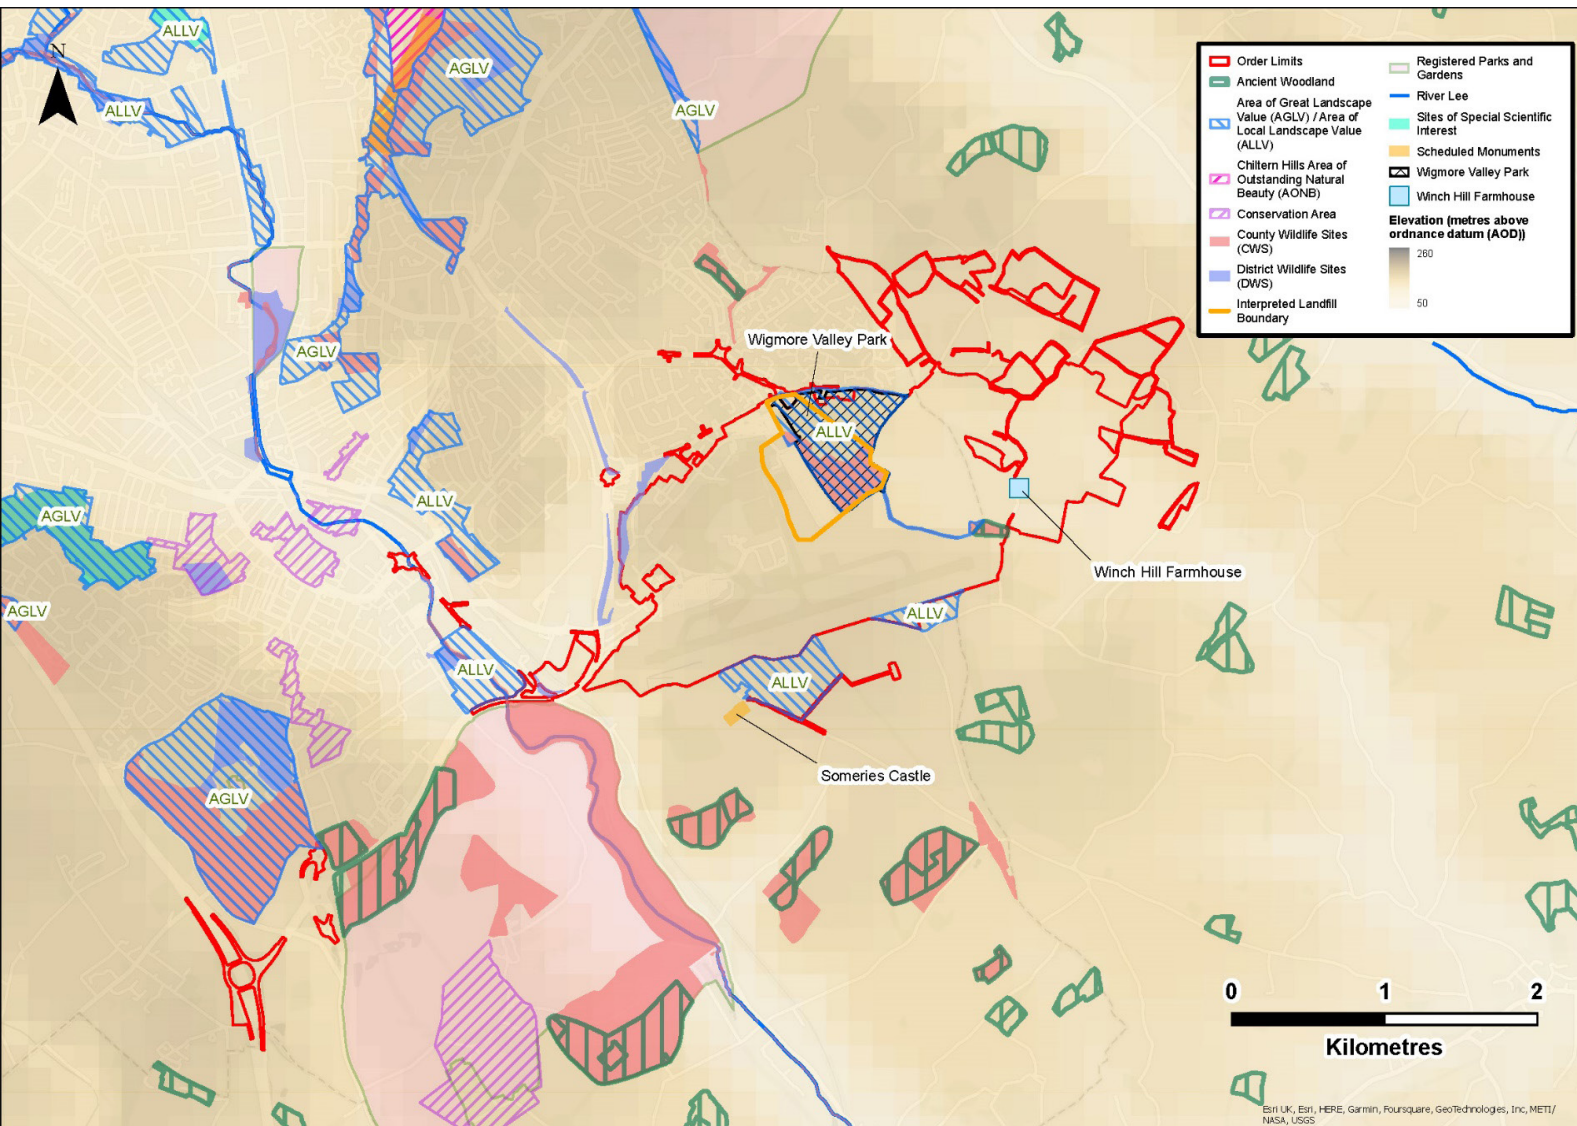 N
ALLV
AGLV
ALLV
AGLV
AGLV
ALLV
AGLV
AGLV
ALLV
AGLV
Wigmore Valley Park
ALLV
Winch Hill Farmhouse
ALLV
ALLV
Someries Castle
Order Limits
Ancient Woodland
Area of Great Landscape
Value (AGLV) / Area of
Local Landscape Value
(ALLV)
Chiltern Hills Area of
Outstanding Natural
Beauty (AONB)
Conservation Area
County Wildlife Sites
(CWS)
District Wildlife Sites
(DWS)
Interpreted Landfill
Boundary
Registered Parks and
Gardens
River Lee
Sites of Special Scientific
Interest
Scheduled Monuments
Wigmore Valley Park
Winch Hill Farmhouse
Elevation (metres above
ordnance datum (AOD))
260
50
0 1 2
Kilometres
Esri UK, Esri, HERE, Garmin, Foursquare, GeoTechnologies, Inc, METI/
NASA, USGS